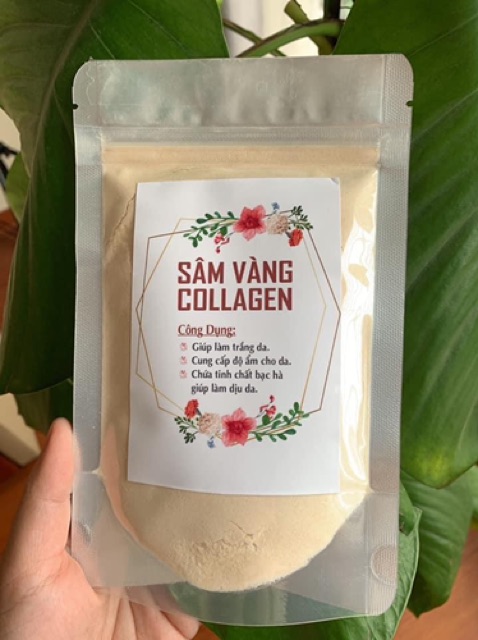 SÂM VÀNG
COLLAGEN
Công Dụng:
Giúp làm trắng da.
Cung cấp độ ẩm cho da.
Chứa tinh chất bạc hà
giúp làm dịu da.